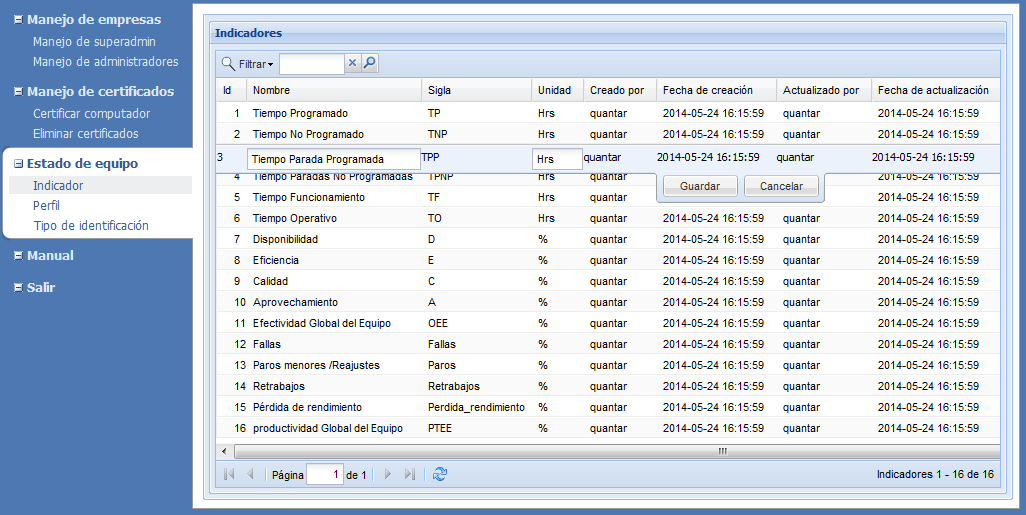 Manejo de empresas
Manejo de superadmin
Manejo de administradores
Manejo de certificados
Certificar computador
Eliminar certificados
Estado de equipo
Indicador
Perfil
Tipo de identificación
Manual
Salir
Indicadores
Filtrar
Id Nombre Sigla Unidad Creado por Fecha de creación Actualizado por Fecha de actualización
1 Tiempo Programado TP Hrs quantar 2014-05-24 16:15:59 quantar 2014-05-24 16:15:59
2 Tiempo No Programado TNP Hrs quantar 2014-05-24 16:15:59 quantar 2014-05-24 16:15:59
3 Tiempo Parada Programada TPP Hrs quantar 2014-05-24 16:15:59 quantar 2014-05-24 16:15:59
4 Tiempo Paradas No Programadas TPNP Hrs quantar 2014-05-24 16:15:59
Guardar Cancelar
5 Tiempo Funcionamiento TF Hrs quantar 2014-05-24 16:15:59
6 Tiempo Operativo TO Hrs quantar 2014-05-24 16:15:59 quantar 2014-05-24 16:15:59
7 Disponibilidad D % quantar 2014-05-24 16:15:59 quantar 2014-05-24 16:15:59
8 Eficiencia E % quantar 2014-05-24 16:15:59 quantar 2014-05-24 16:15:59
9 Calidad C % quantar 2014-05-24 16:15:59 quantar 2014-05-24 16:15:59
10 Aprovechamiento A % quantar 2014-05-24 16:15:59 quantar 2014-05-24 16:15:59
11 Efectividad Global del Equipo OEE % quantar 2014-05-24 16:15:59 quantar 2014-05-24 16:15:59
12 Fallas Fallas % quantar 2014-05-24 16:15:59 quantar 2014-05-24 16:15:59
13 Paros menores /Reajustes Paros % quantar 2014-05-24 16:15:59 quantar 2014-05-24 16:15:59
14 Retrabajos Retrabajos % quantar 2014-05-24 16:15:59 quantar 2014-05-24 16:15:59
15 Pérdida de rendimiento Perdida_rendimiento % quantar 2014-05-24 16:15:59 quantar 2014-05-24 16:15:59
16 productividad Global del Equipo PTEE % quantar 2014-05-24 16:15:59 quantar 2014-05-24 16:15:59
Página 1 de 1 Indicadores 1 - 16 de 16